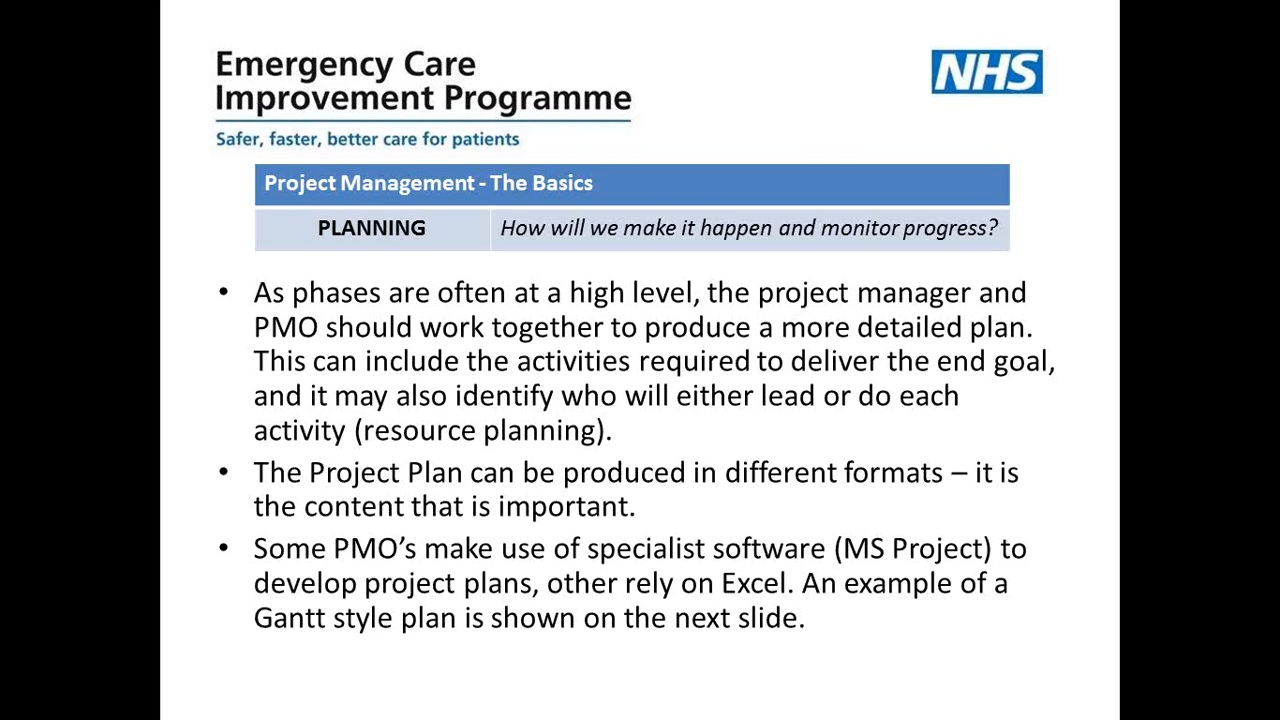 Emergency Care
Improvement Programme
Safer, faster, better care for patients
NHS
Project Management - The Basics
PLANNING
How will we make it happen and monitor progress?
• As phases are often at a high level, the project manager and
PMO should work together to produce a more detailed plan.
This can include the activities required to deliver the end goal,
and it may also identify who will either lead or do each
activity (resource planning).
• The Project Plan can be produced in different formats – it is
the content that is important.
• Some PMO’s make use of specialist software (MS Project) to
develop project plans, other rely on Excel. An example of a
Gantt style plan is shown on the next slide.